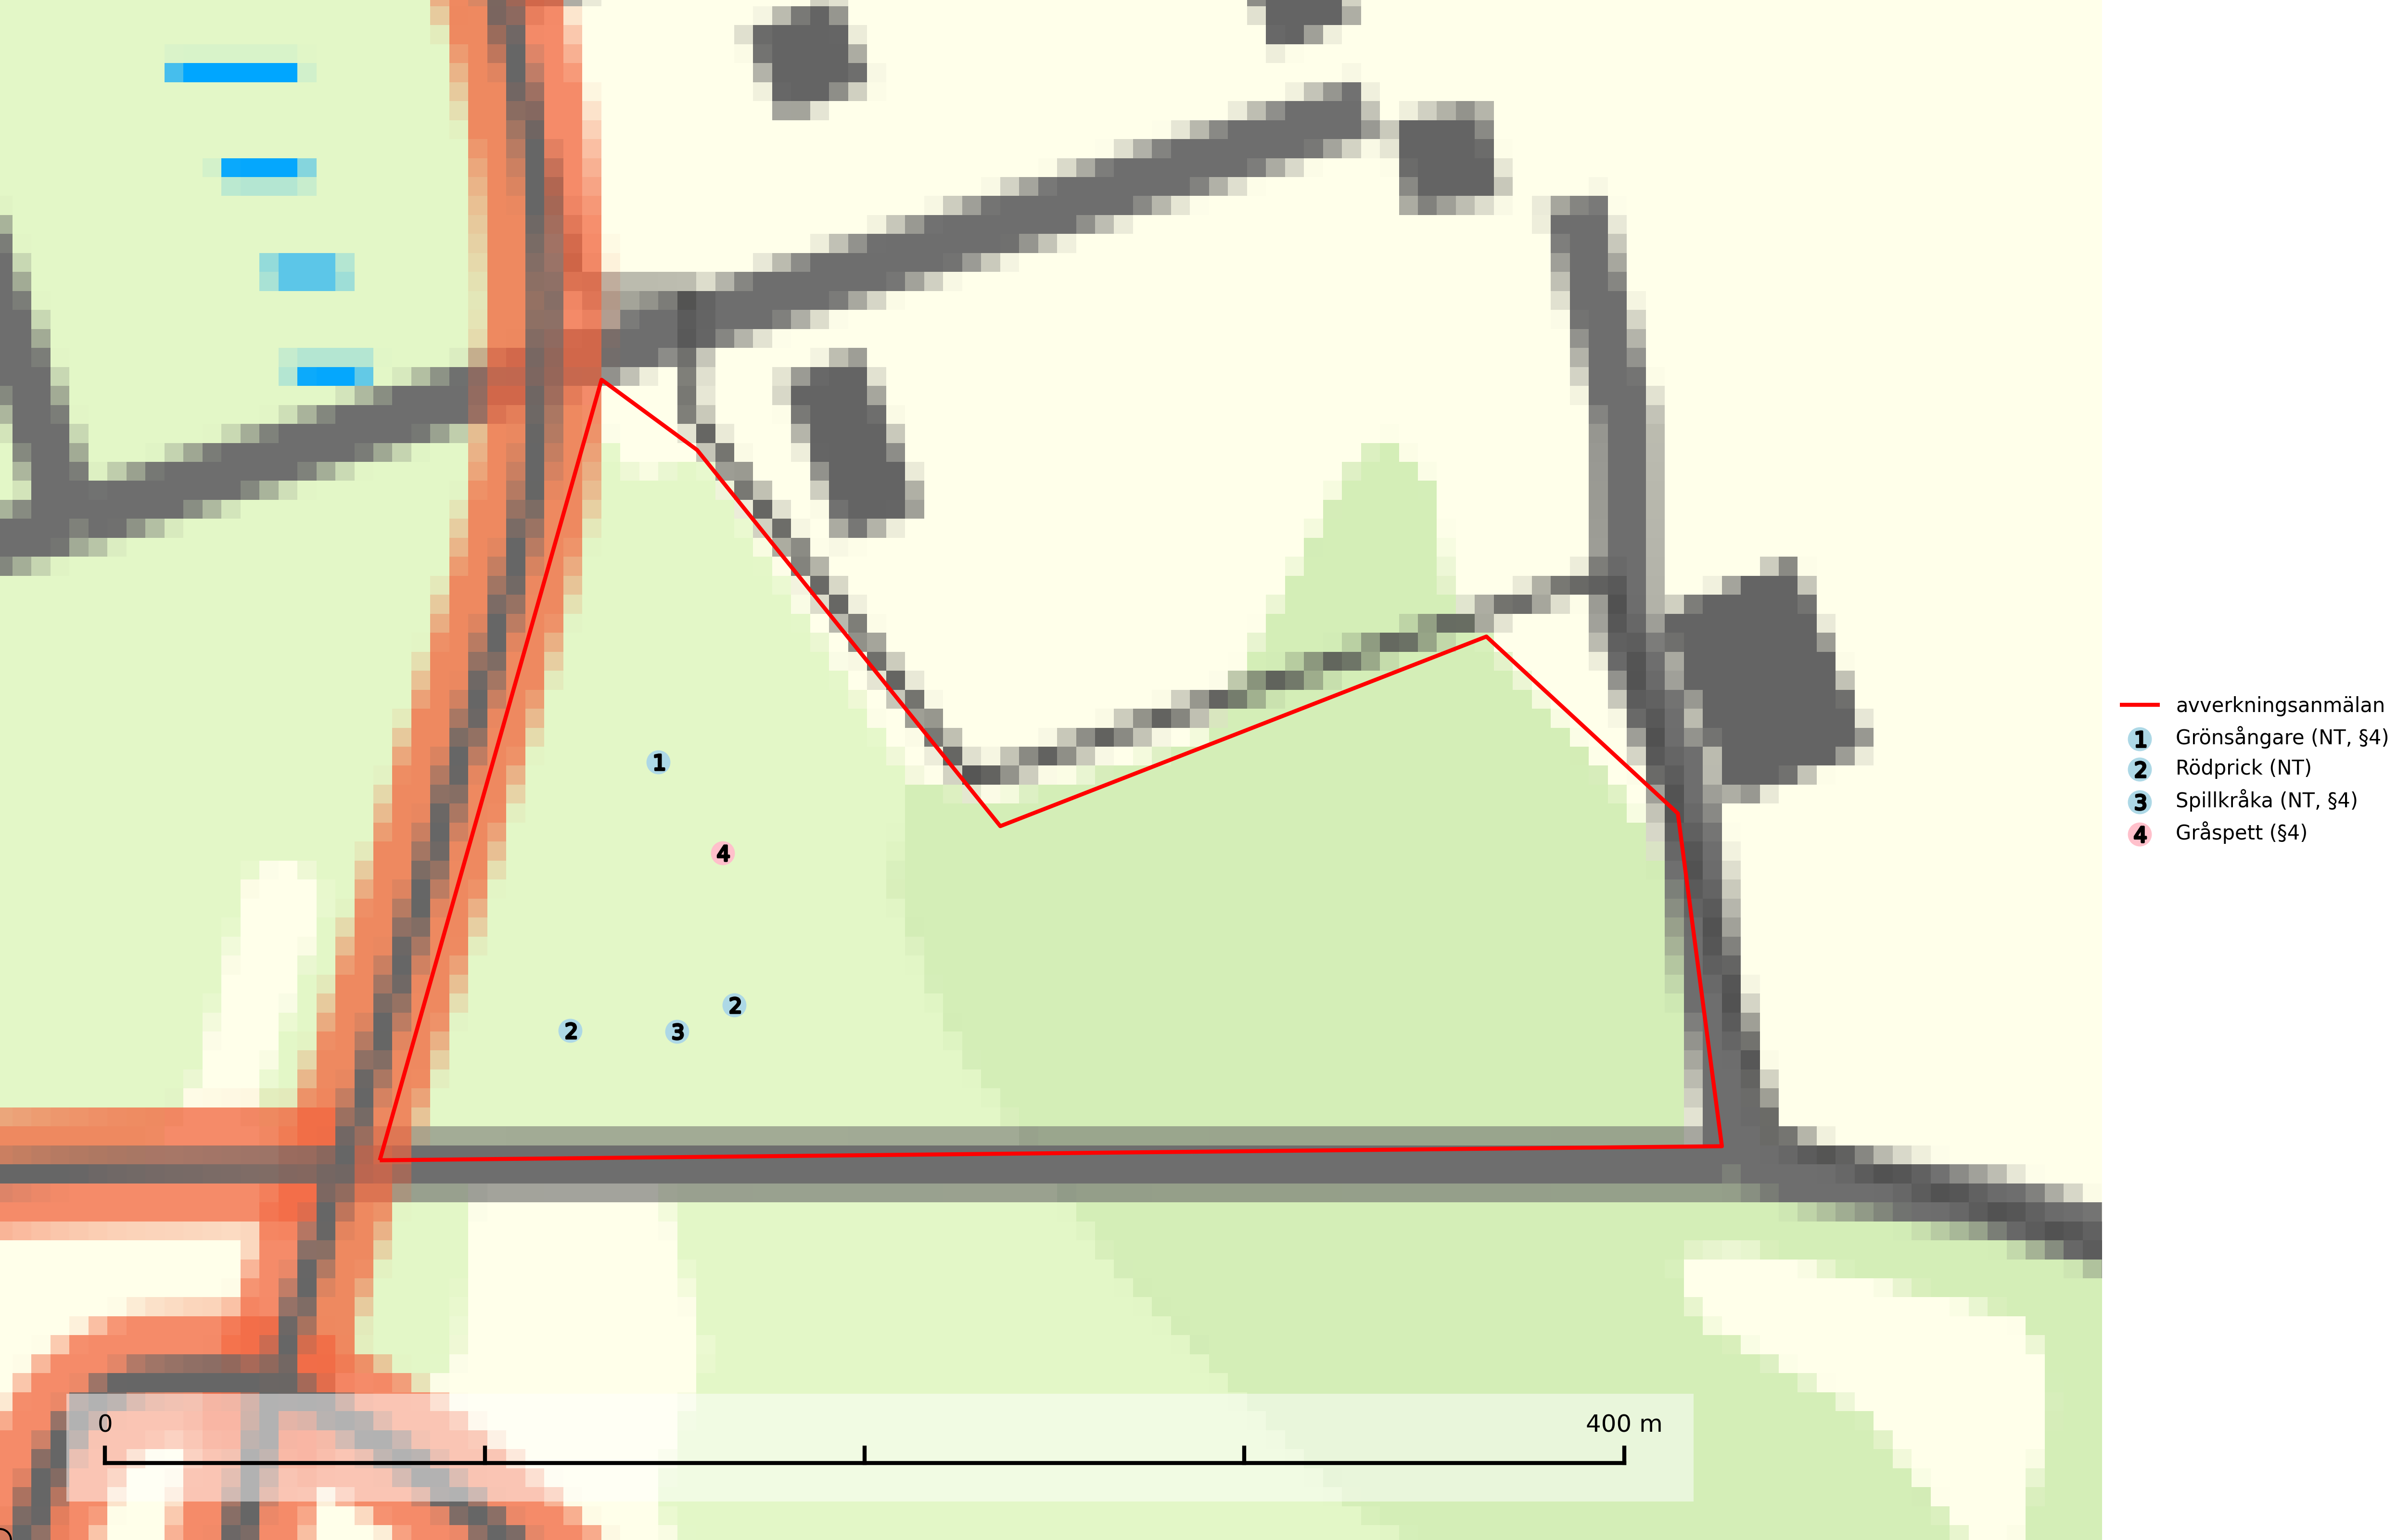 1
4
2
2 3
0 400 m
avverkningsanmälan
1 Grönsångare (NT, §4)
2 Rödprick (NT)
3 Spillkråka (NT, §4)
4 Gråspett (§4)